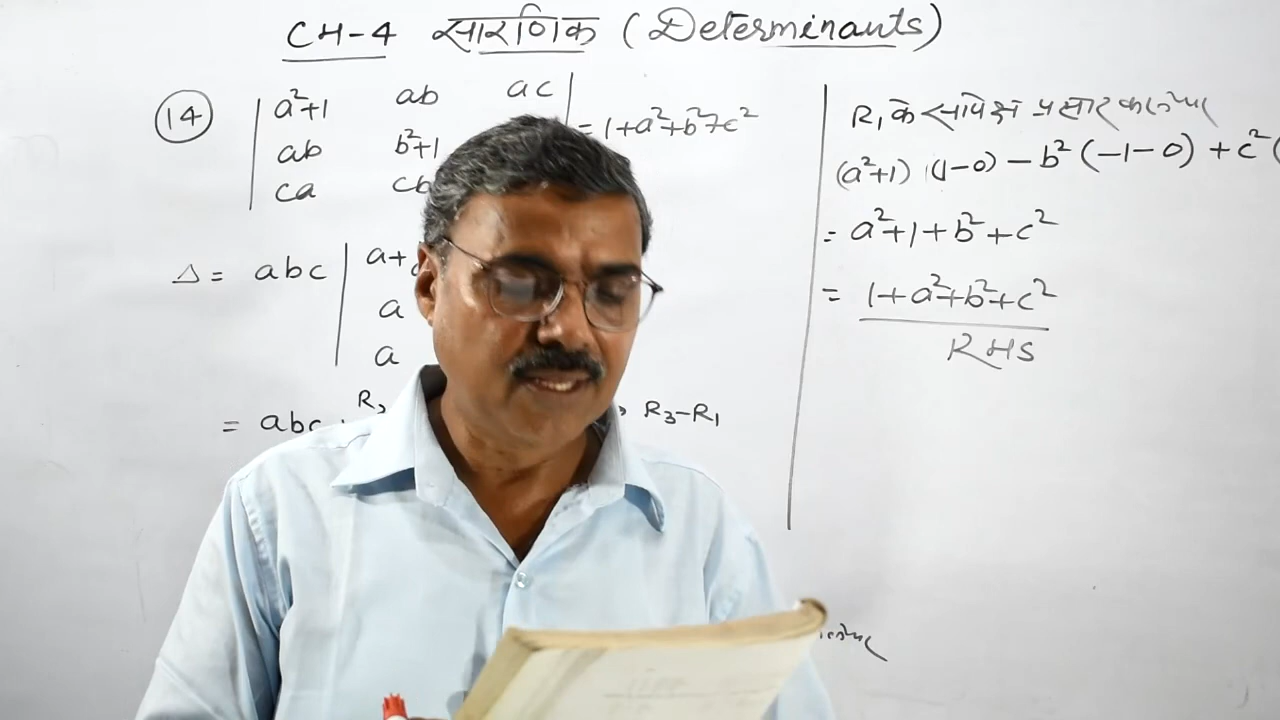 CH-4 सारणिक (Determinants)
14 | a²+1 ab ac | = 1+a²+b²+c²
ab b²+1
ca cb
Δ = abc | a+
a
a
= abc R₃-R₁
R₁ के सापेक्ष प्रसार करने पर
(a²+1) (1-0) - b² (-1-0) + c² (
= a²+1+b²+c²
= 1+a²+b²+c²
RHS